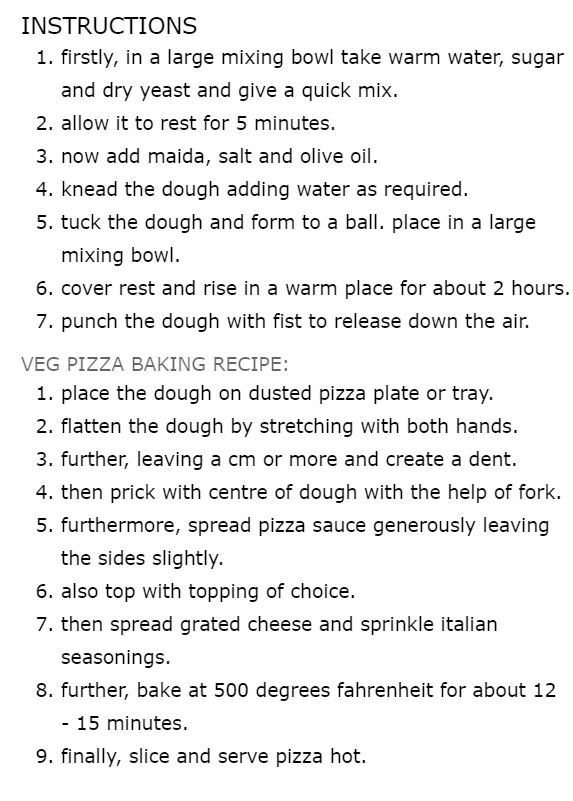 INSTRUCTIONS
1. firstly, in a large mixing bowl take warm water, sugar
and dry yeast and give a quick mix.
2. allow it to rest for 5 minutes.
3. now add maida, salt and olive oil.
4. knead the dough adding water as required.
5. tuck the dough and form to a ball. place in a large
mixing bowl.
6. cover rest and rise in a warm place for about 2 hours.
7. punch the dough with fist to release down the air.
VEG PIZZA BAKING RECIPE:
1. place the dough on dusted pizza plate or tray.
2. flatten the dough by stretching with both hands.
3. further, leaving a cm or more and create a dent.
4. then prick with centre of dough with the help of fork.
5. furthermore, spread pizza sauce generously leaving
the sides slightly.
6. also top with topping of choice.
7. then spread grated cheese and sprinkle italian
seasonings.
8. further, bake at 500 degrees fahrenheit for about 12
- 15 minutes.
9. finally, slice and serve pizza hot.